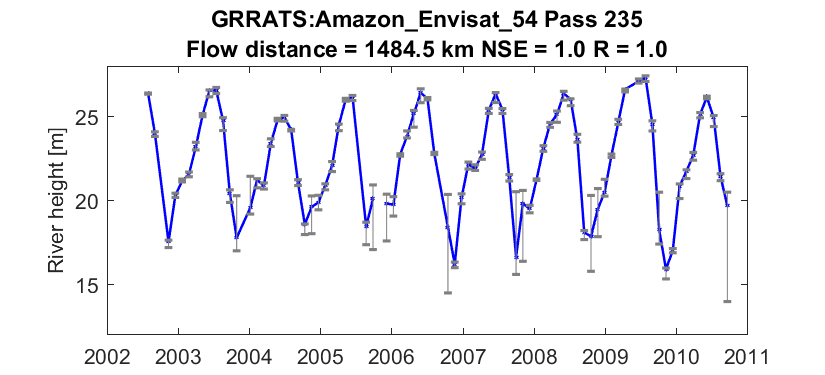 GRRATS:Amazon_Envisat_54 Pass 235
Flow distance = 1484.5 km NSE = 1.0 R = 1.0
River height [m]
25
20
15
2002 2003 2004 2005 2006 2007 2008 2009 2010 2011